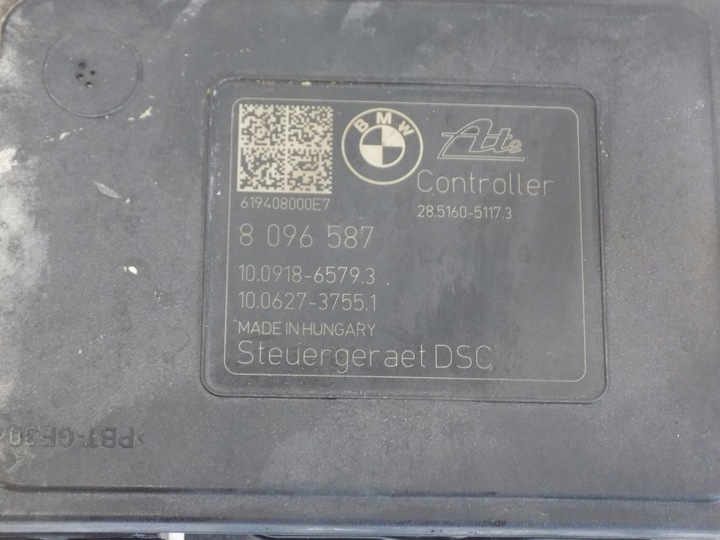 BMW
Ate
Controller
619408000E7
28.5160-5117.3
8 096 587
10.0918-6579.3
10.0627-3755.1
MADE IN HUNGARY
Steuergeraet DSC
>PBT-GF30